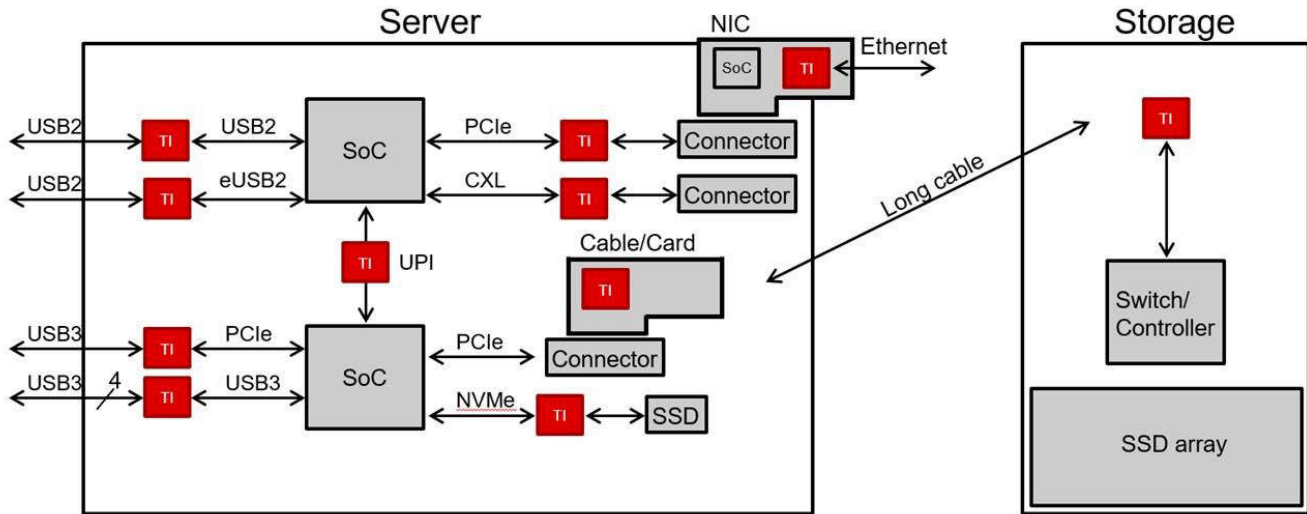 Server
Storage
NIC
SoC
TI
Ethernet
USB2
TI
USB2
SoC
PCIe
TI
Connector
USB2
TI
eUSB2
CXL
TI
Connector
Long cable
TI
TI
UPI
Cable/Card
TI
Switch/
Controller
USB3
TI
PCIe
SoC
PCIe
Connector
USB3
4
TI
USB3
NVMe
TI
SSD
SSD array